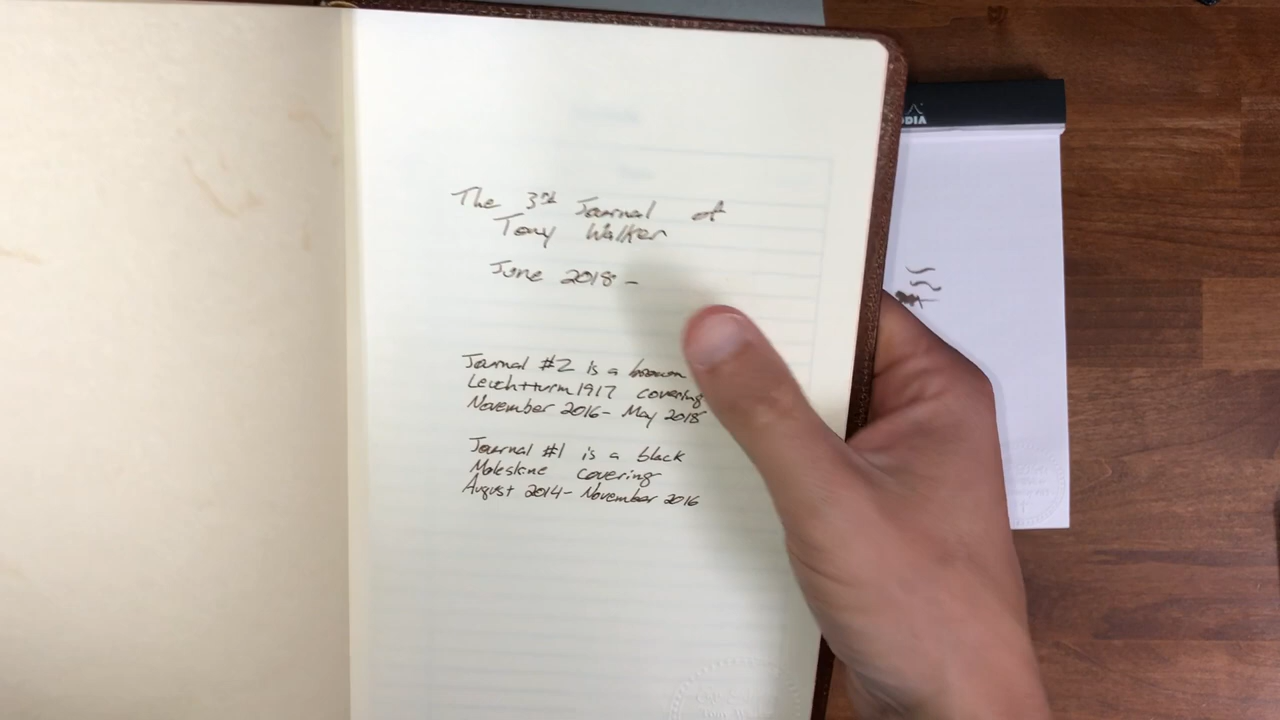 The 3rd Journal of
Tony Walker
June 2018 -
Journal #2 is a brown
Leuchtturm1917 covering
November 2016 - May 2018
Journal #1 is a black
Moleskine covering
August 2014 - November 2016
ODIA